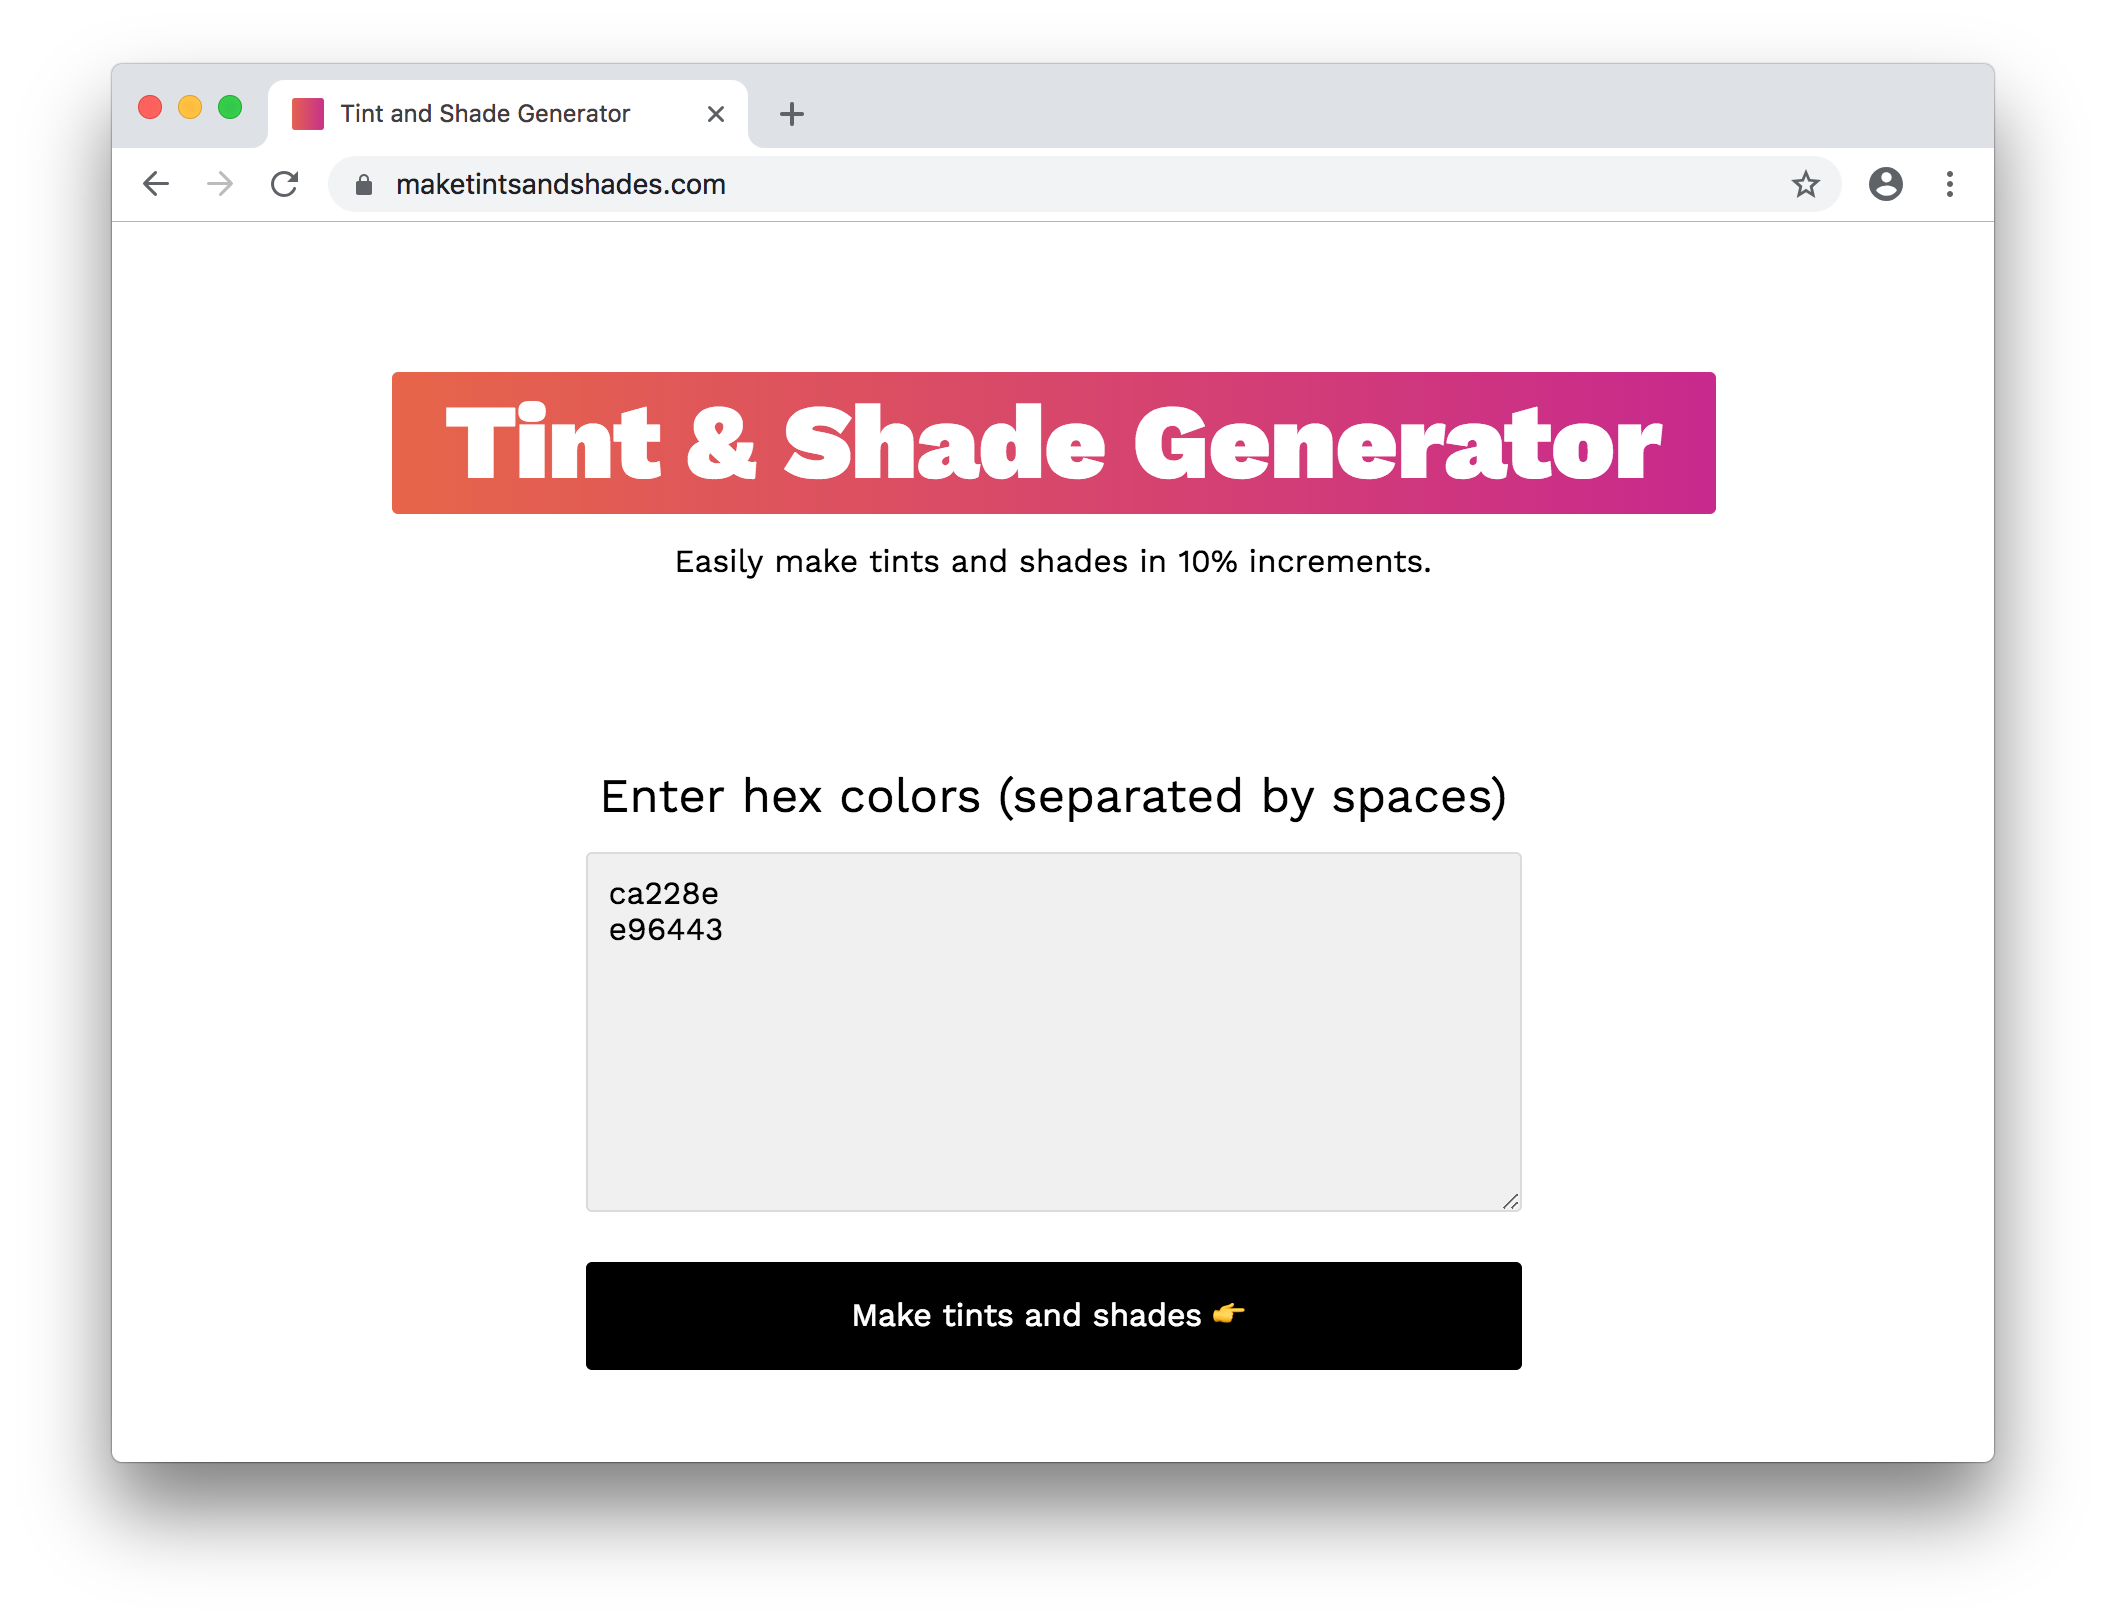 Tint and Shade Generator
maketintsandshades.com
Tint & Shade Generator
Easily make tints and shades in 10% increments.
Enter hex colors (separated by spaces)
ca228e
e96443
Make tints and shades 👉